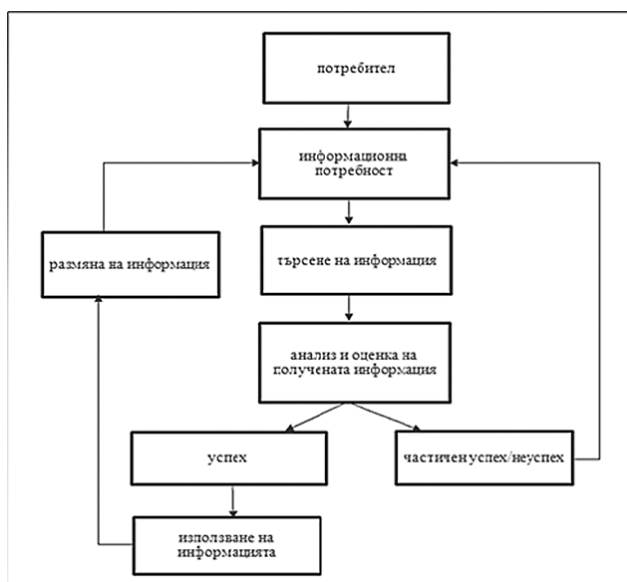 потребител
информационна
потребност
размяна на информация
търсене на информация
анализ и оценка на
получената информация
успех
частичен успех/неуспех
използване на
информацията